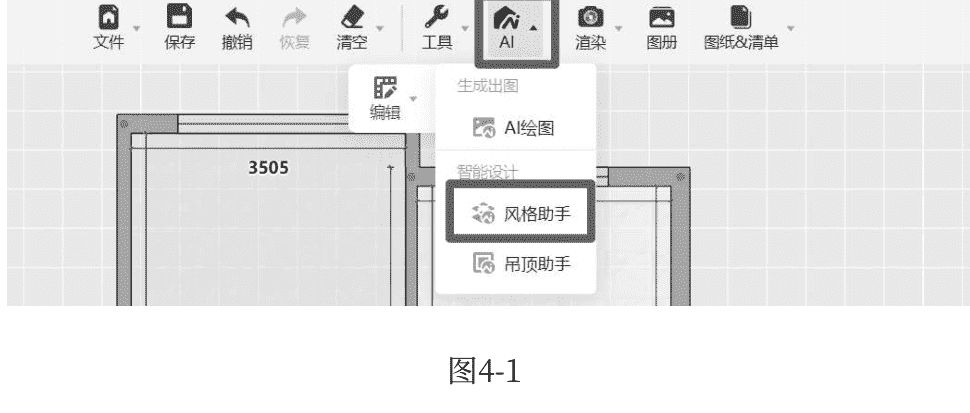 文件 保存 撤销 恢复 清空 工具 AI 渲染 图册 图纸&清单
编辑
生成出图
AI绘图
3505
智能设计
风格助手
吊顶助手
图4-1